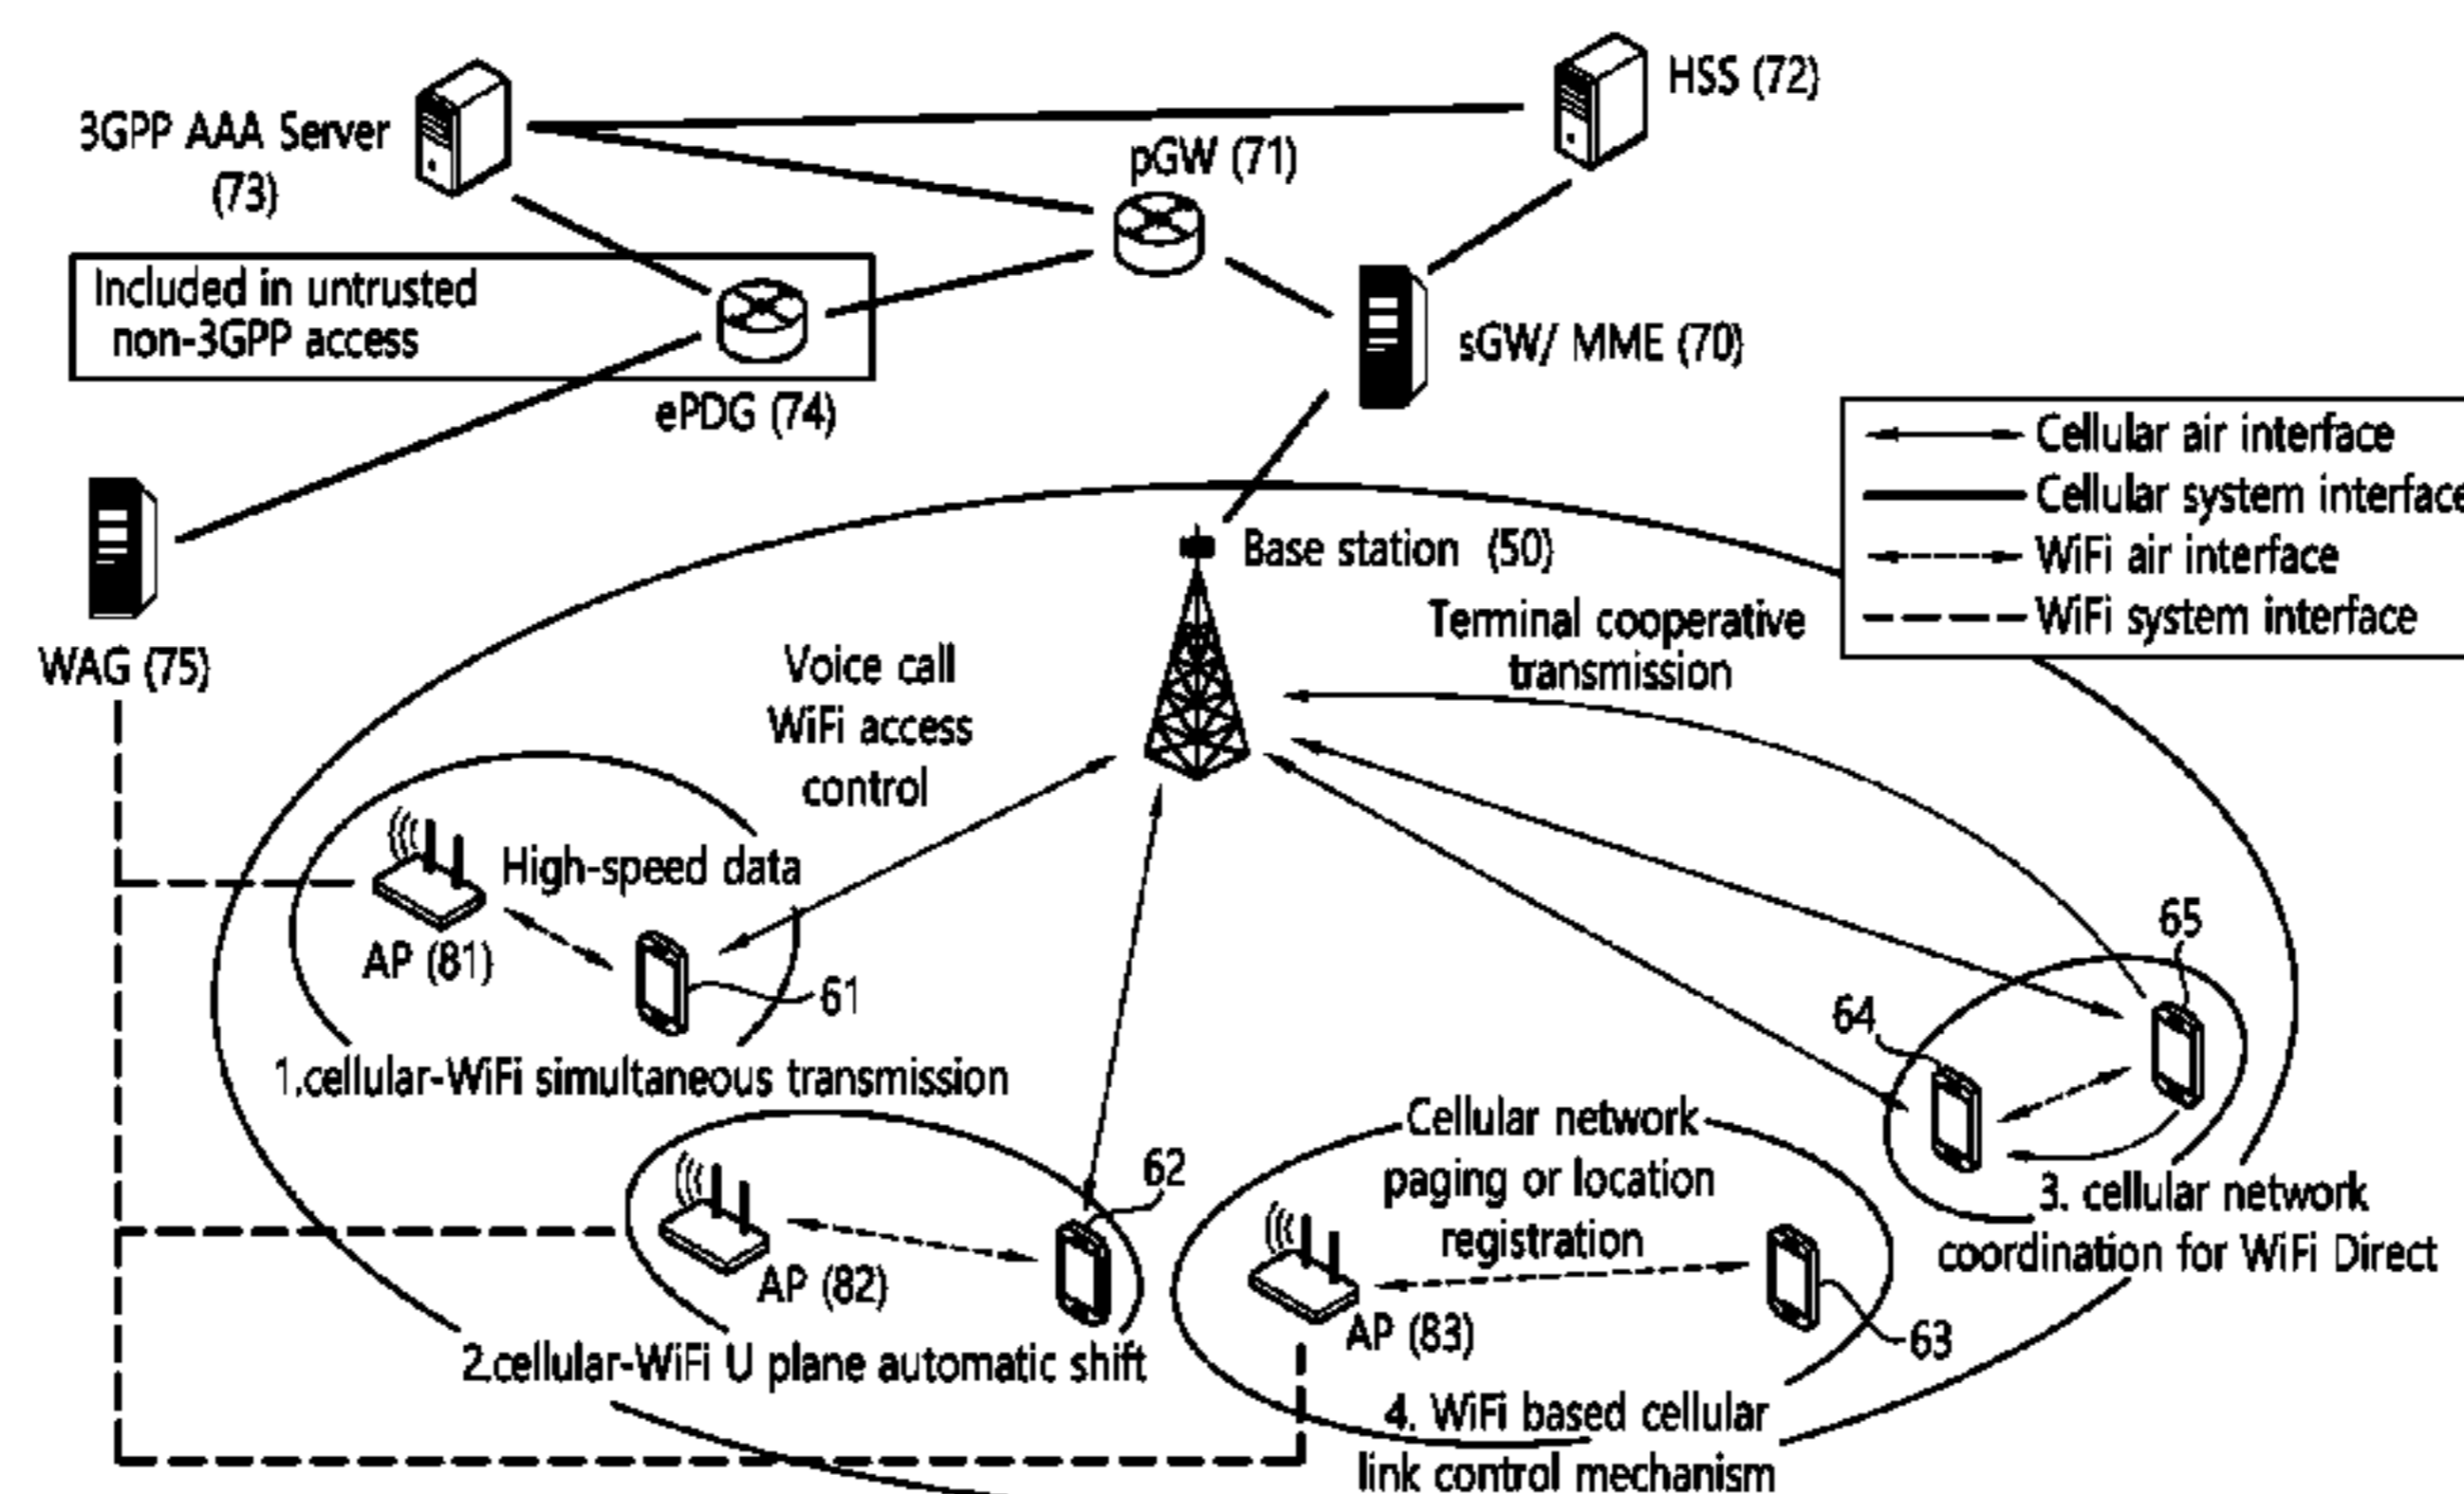 HSS (72)
3GPP AAA Server
(73)
pGW (71)
Included in untrusted
non-3GPP access
sGW/ MME (70)
ePDG (74)
Cellular air interface
Cellular system interface
WiFi air interface
WiFi system interface
Base station (50)
WAG (75)
Terminal cooperative
transmission
Voice call
WiFi access
control
High-speed data
AP (81)
61
65
64
1.cellular-WiFi simultaneous transmission
62
Cellular network
paging or location
registration
AP (82)
AP (83)
63
3. cellular network
coordination for WiFi Direct
2.cellular-WiFi U plane automatic shift
4. WiFi based cellular
link control mechanism